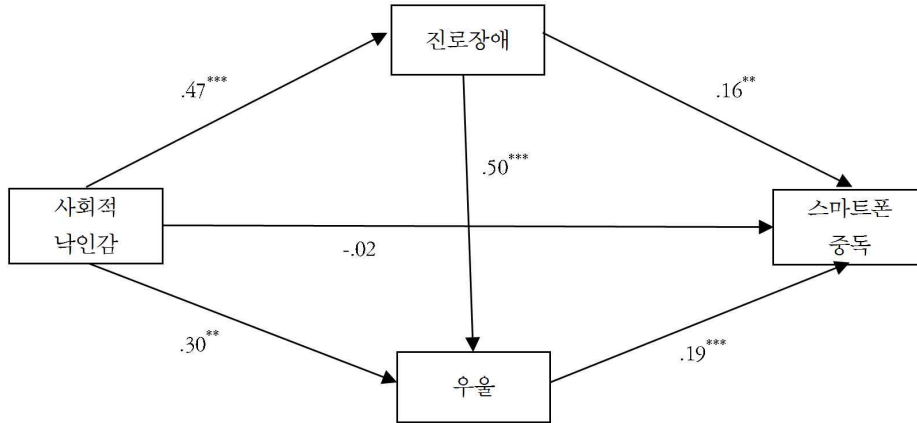 진로장애
.47***
.16**
.50***
사회적
낙인감
스마트폰
중독
-.02
.30**
.19***
우울